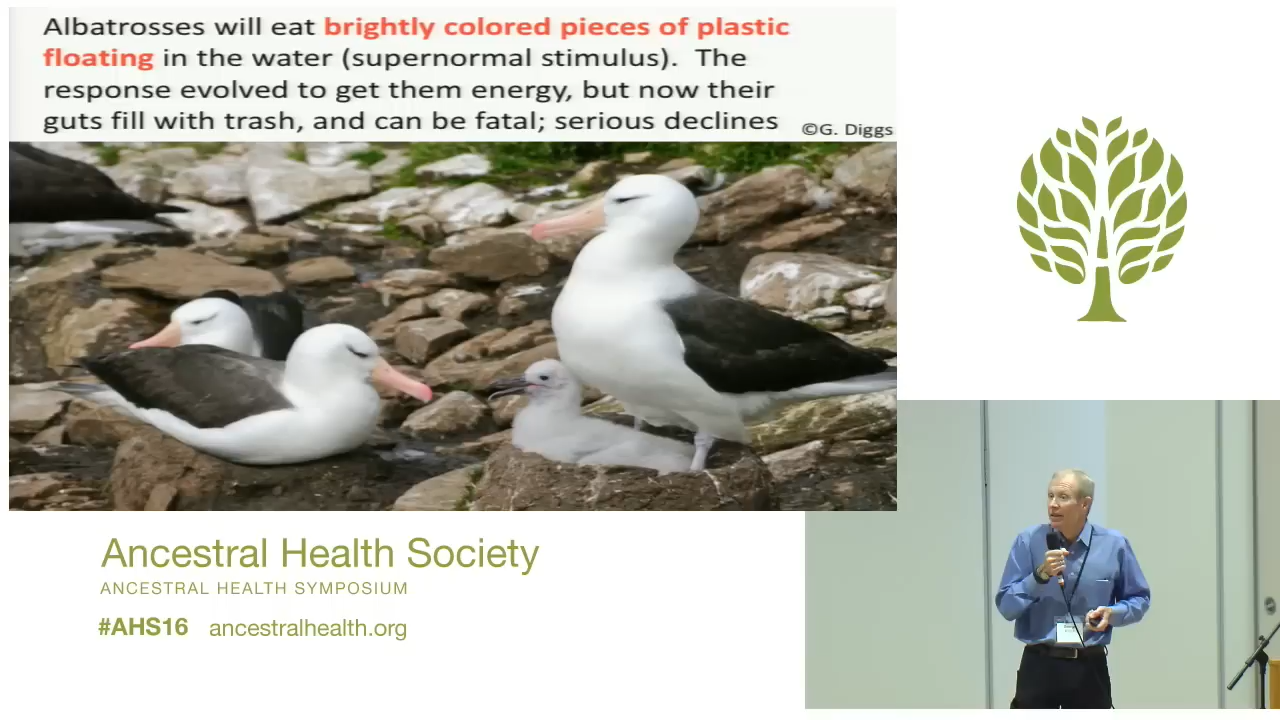 Albatrosses will eat brightly colored pieces of plastic
floating in the water (supernormal stimulus). The
response evolved to get them energy, but now their
guts fill with trash, and can be fatal; serious declines
©G. Diggs
Ancestral Health Society
ANCESTRAL HEALTH SYMPOSIUM
#AHS16 ancestralhealth.org